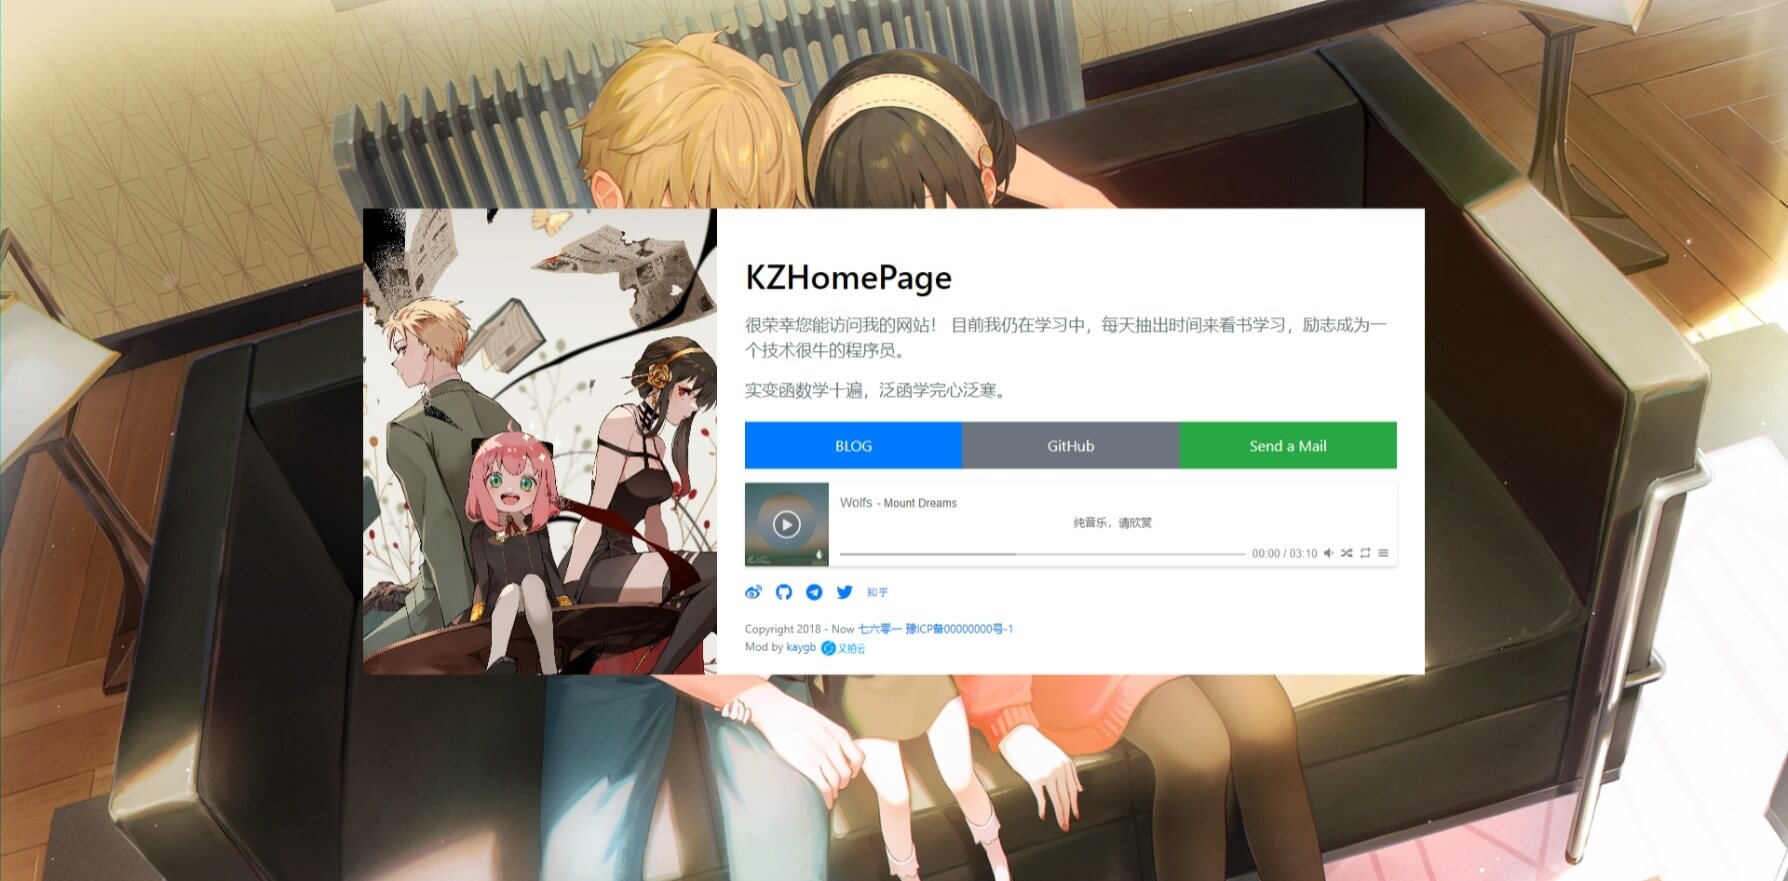 KZHomePage
很荣幸您能访问我的网站！ 目前我仍在学习中，每天抽出时间来看书学习，励志成为一
个技术很牛的程序员。
实变函数学十遍，泛函学完心泛寒。
BLOG GitHub Send a Mail
Wolfs - Mount Dreams
纯音乐，请欣赏
00:00 / 03:10
知乎
Copyright 2018 - Now 七六零一 豫ICP备00000000号-1
Mod by kaygb 又拍云